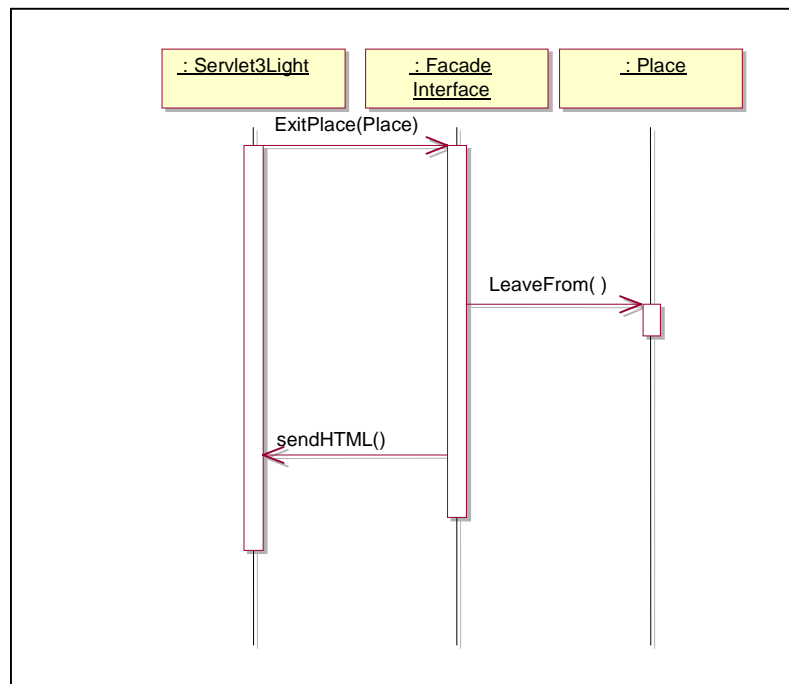 : Servlet3Light
: Facade
Interface
: Place
ExitPlace(Place)
LeaveFrom( )
sendHTML()